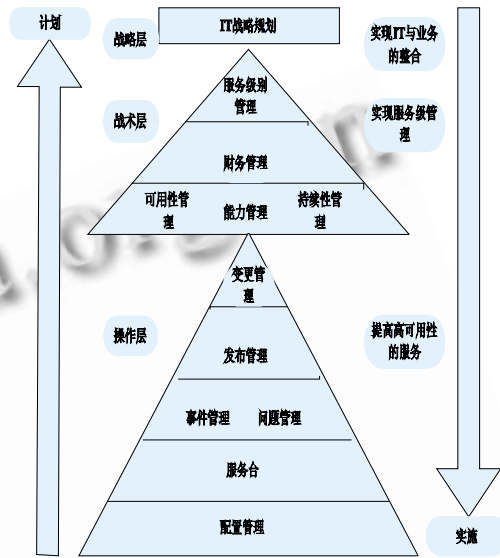 计划
战略层
IT战略规划
实现IT与业务
的整合
服务级别
管理
战术层
实现服务级管
理
财务管理
可用性管
理
能力管理
持续性管
理
变更管
理
操作层
发布管理
提高高可用性
的服务
事件管理 问题管理
服务台
配置管理
实施